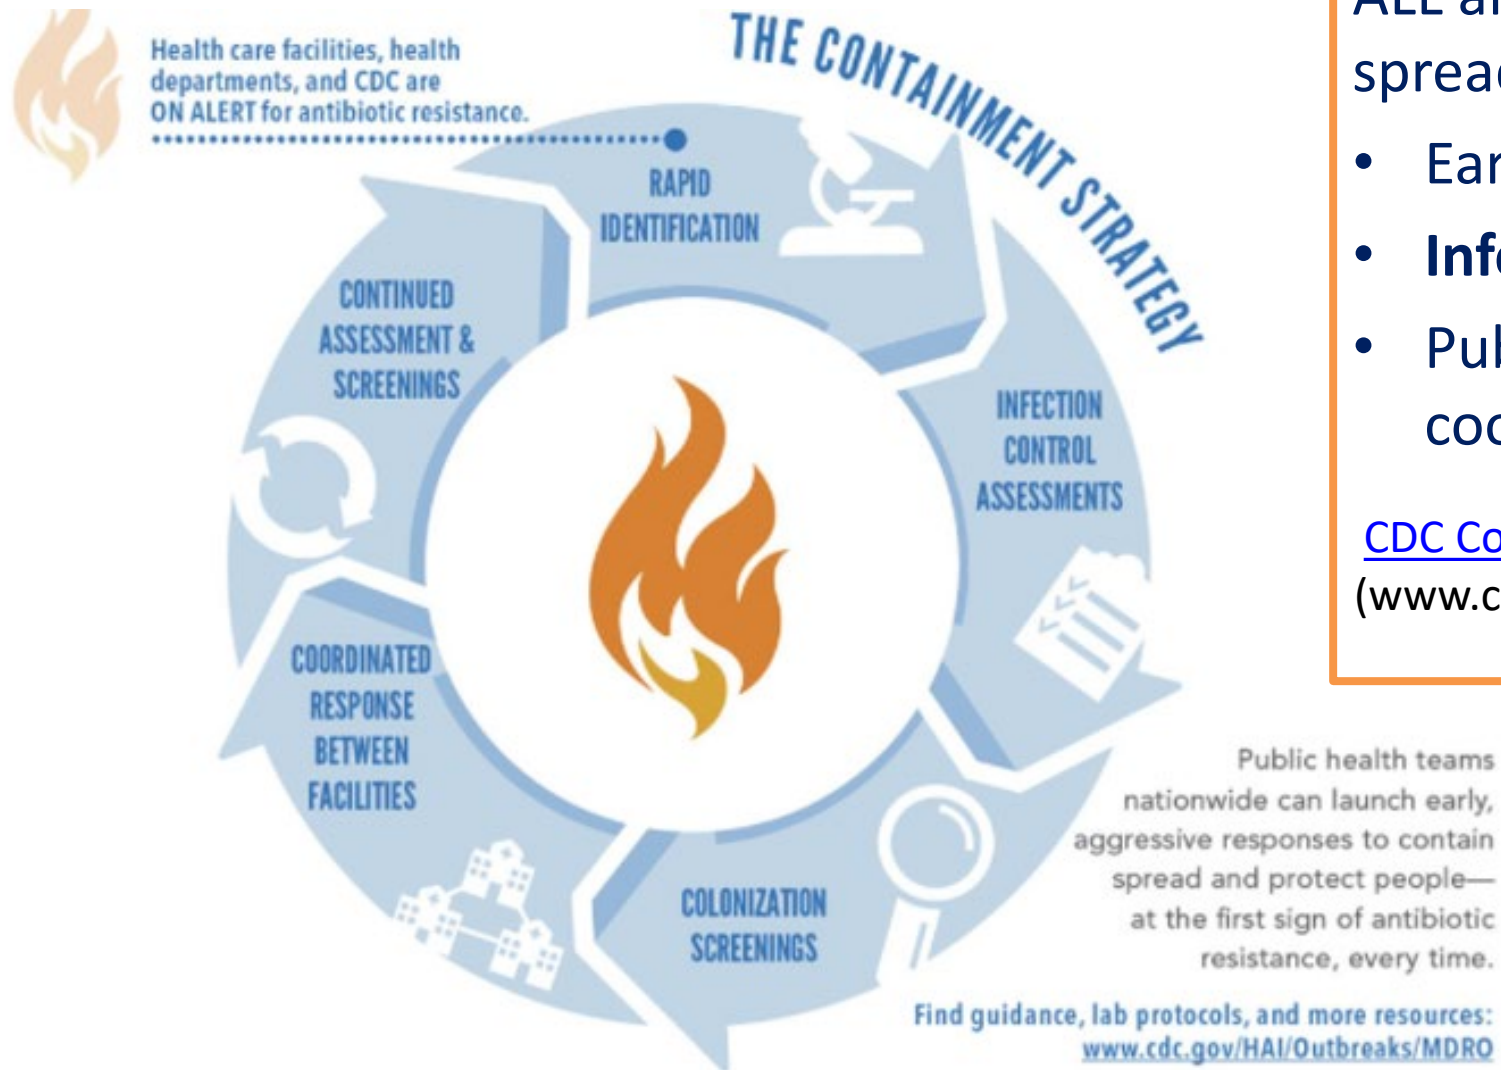 Health care facilities, health
departments, and CDC are
ON ALERT for antibiotic resistance.
THE CONTAINMENT STRATEGY
RAPID
IDENTIFICATION
INFECTION
CONTROL
ASSESSMENTS
COLONIZATION
SCREENINGS
COORDINATED
RESPONSE
BETWEEN
FACILITIES
CONTINUED
ASSESSMENT &
SCREENINGS
Public health teams
nationwide can launch early,
aggressive responses to contain
spread and protect people—
at the first sign of antibiotic
resistance, every time.
Find guidance, lab protocols, and more resources:
www.cdc.gov/HAI/Outbreaks/MDRO
ALL
sprea
• Ear
• Inf
• Pub
coo
CDC Co
(www.c